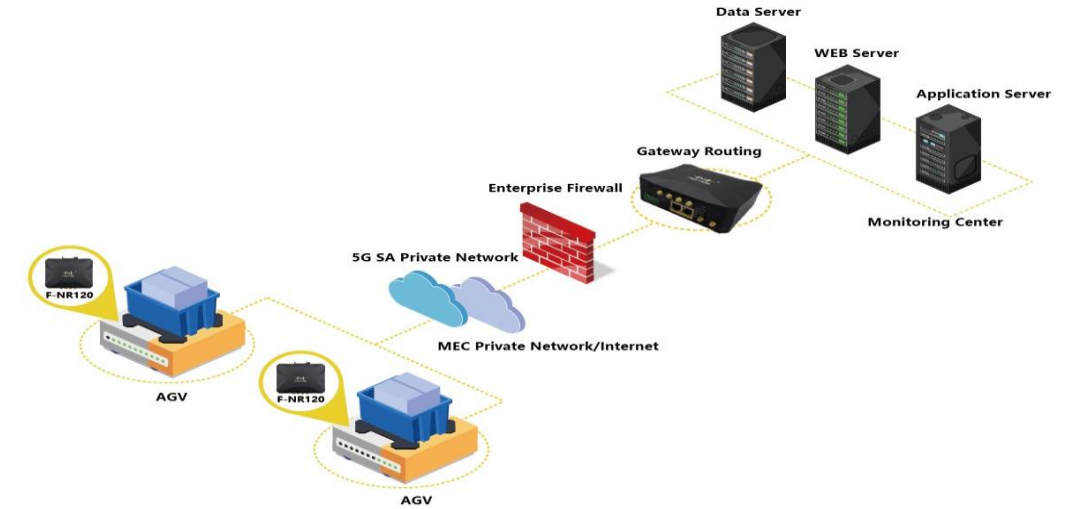 Data Server
WEB Server
Application Server
Gateway Routing
Enterprise Firewall
Monitoring Center
5G SA Private Network
F-NR120
MEC Private Network/Internet
AGV
F-NR120
AGV